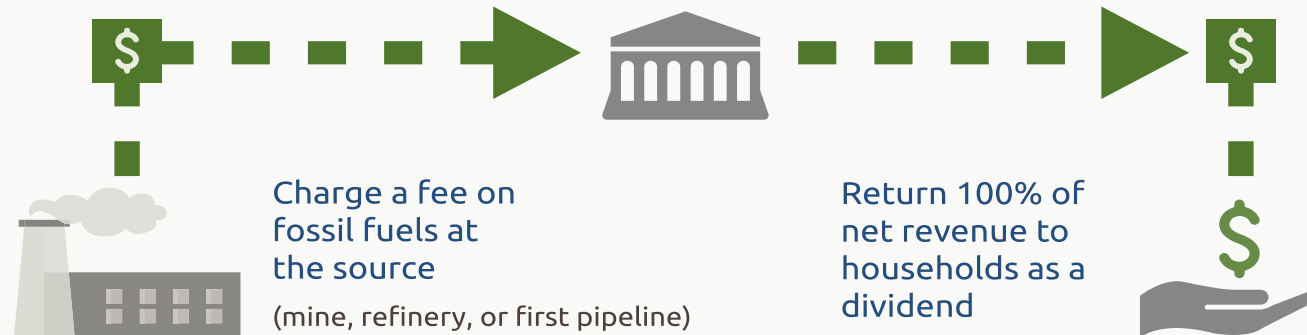 $
$
Charge a fee on
fossil fuels at
the source
(mine, refinery, or first pipeline)
Return 100% of
net revenue to
households as a
dividend
$